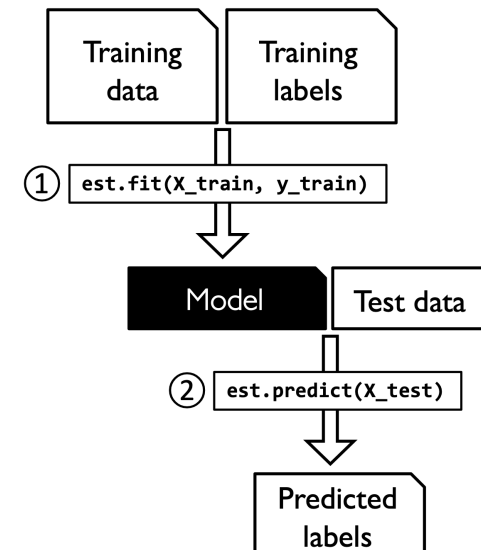 Training
data
Training
labels
① est.fit(X_train, y_train)
Model
Test data
② est.predict(X_test)
Predicted
labels